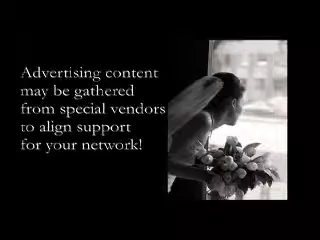 Advertising content
may be gathered
from special vendors
to align support
for your network!